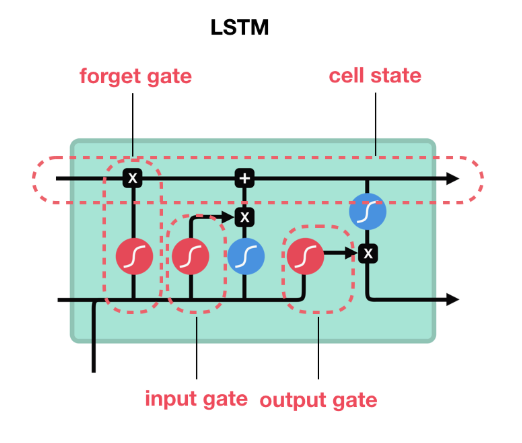 LSTM
forget gate
cell state
X
+
X
X
input gate
output gate